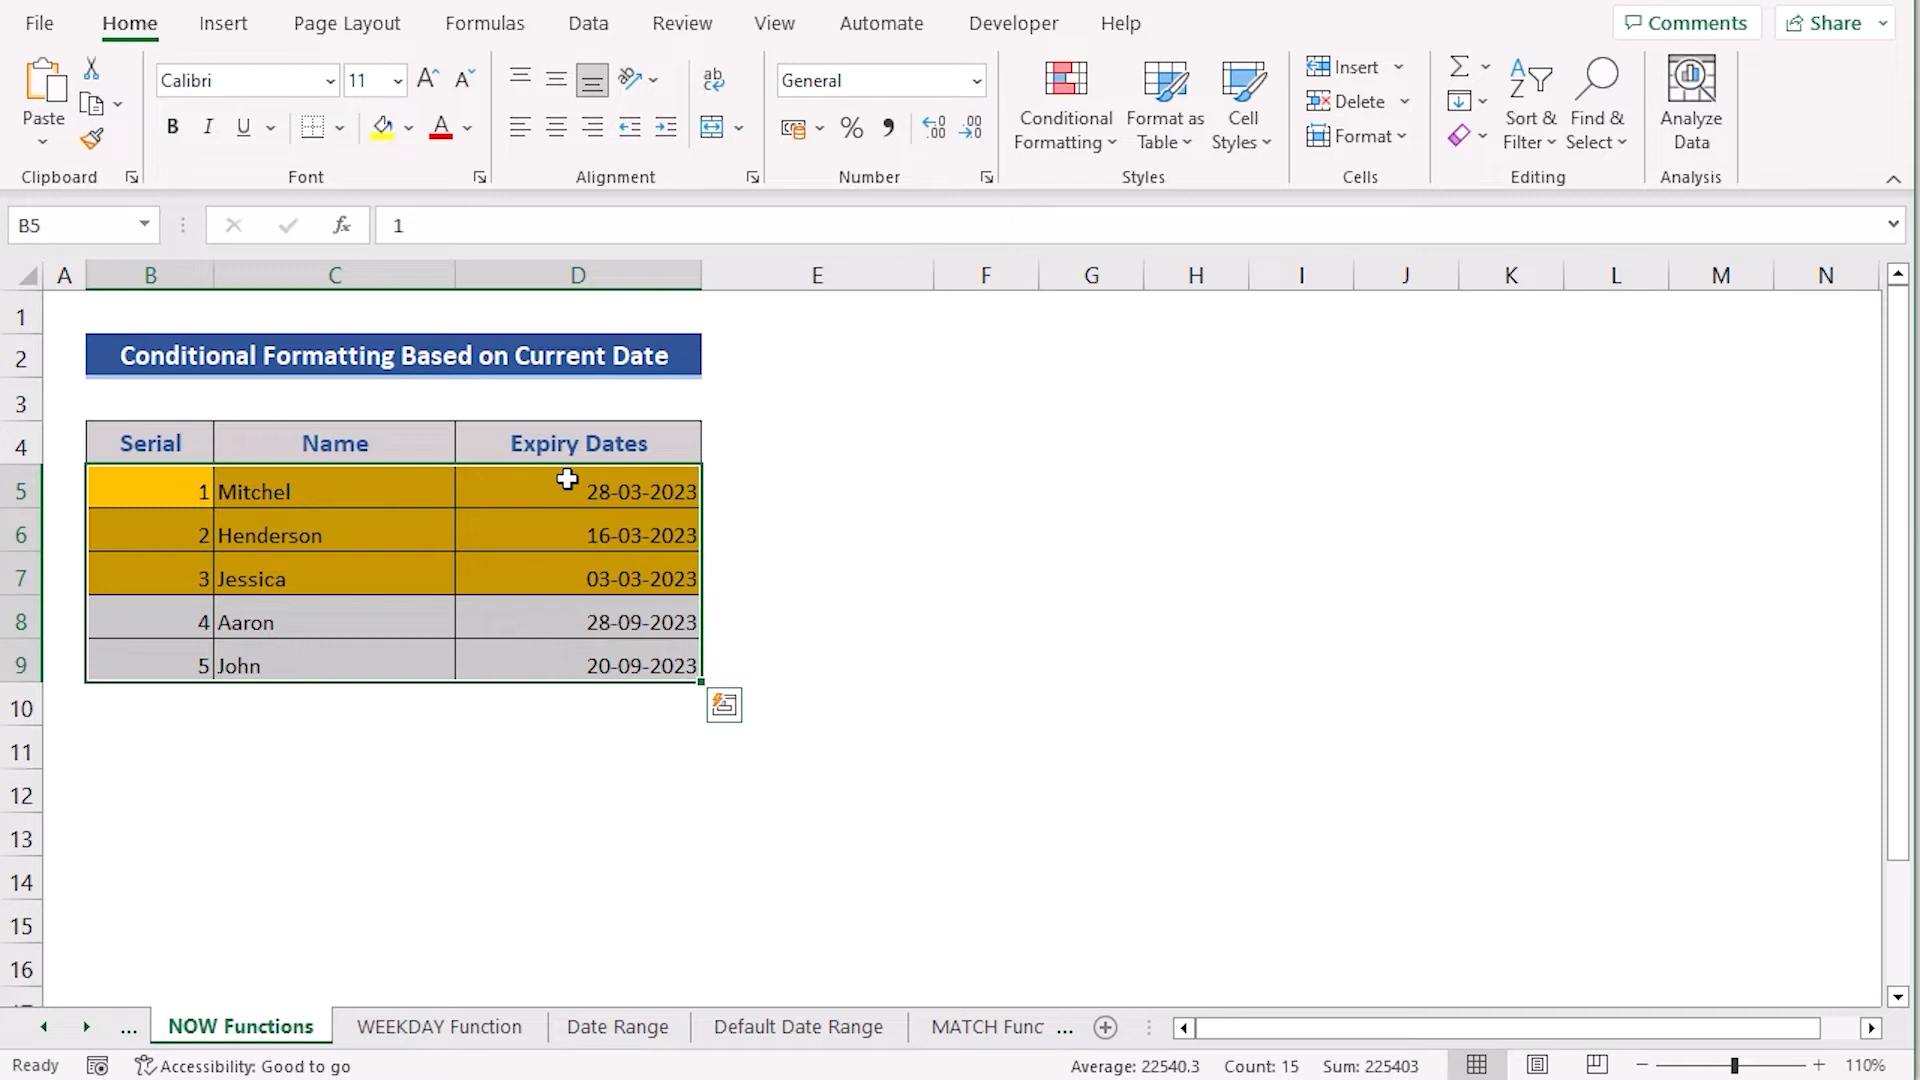 File Home Insert Page Layout Formulas Data Review View Automate Developer Help Comments Share
Paste
Calibri 11
General
B I U A
ab
Conditional Formatting
Format as Table
Cell Styles
Insert
Delete
Format
Sort & Filter
Find & Select
Analyze Data
Clipboard Font Alignment Number Styles Cells Editing Analysis
B5 fx 1
A B C D E F G H I J K L M N
1
2 Conditional Formatting Based on Current Date
3
4 Serial Name Expiry Dates
5 1 Mitchel 28-03-2023
6 2 Henderson 16-03-2023
7 3 Jessica 03-03-2023
8 4 Aaron 28-09-2023
9 5 John 20-09-2023
10
11
12
13
14
15
16
... NOW Functions WEEKDAY Function Date Range Default Date Range MATCH Func ...
Ready Accessibility: Good to go Average: 22540.3 Count: 15 Sum: 225403 110%